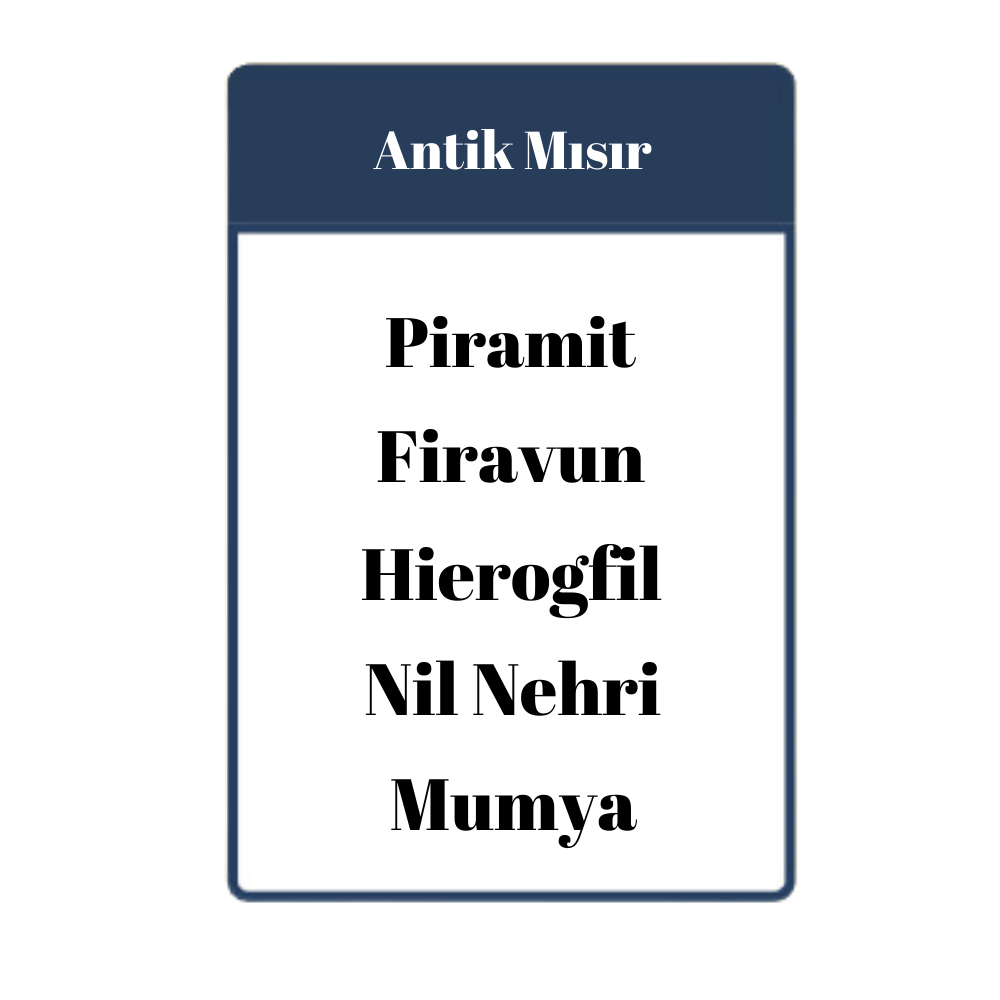 Antik Mısır
Piramit
Firavun
Hierogfil
Nil Nehri
Mumya